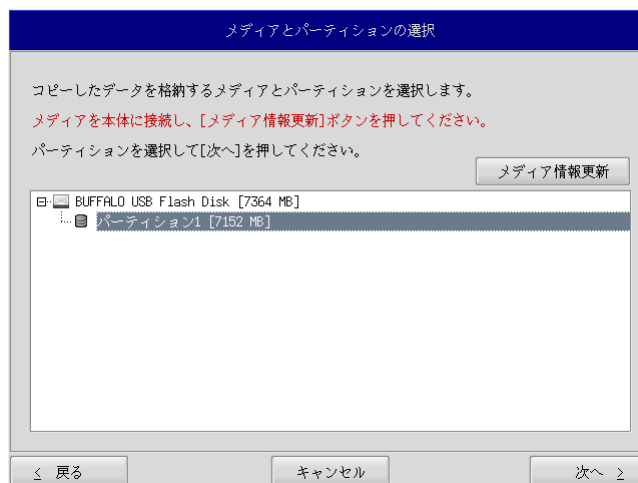 メディアとパーティションの選択
コピーしたデータを格納するメディアとパーティションを選択します。
メディアを本体に接続し、[メディア情報更新]ボタンを押してください。
パーティションを選択して[次へ]を押してください。
メディア情報更新
BUFFALO USB Flash Disk [7364 MB]
パーティション1 [7152 MB]
< 戻る
キャンセル
次へ >